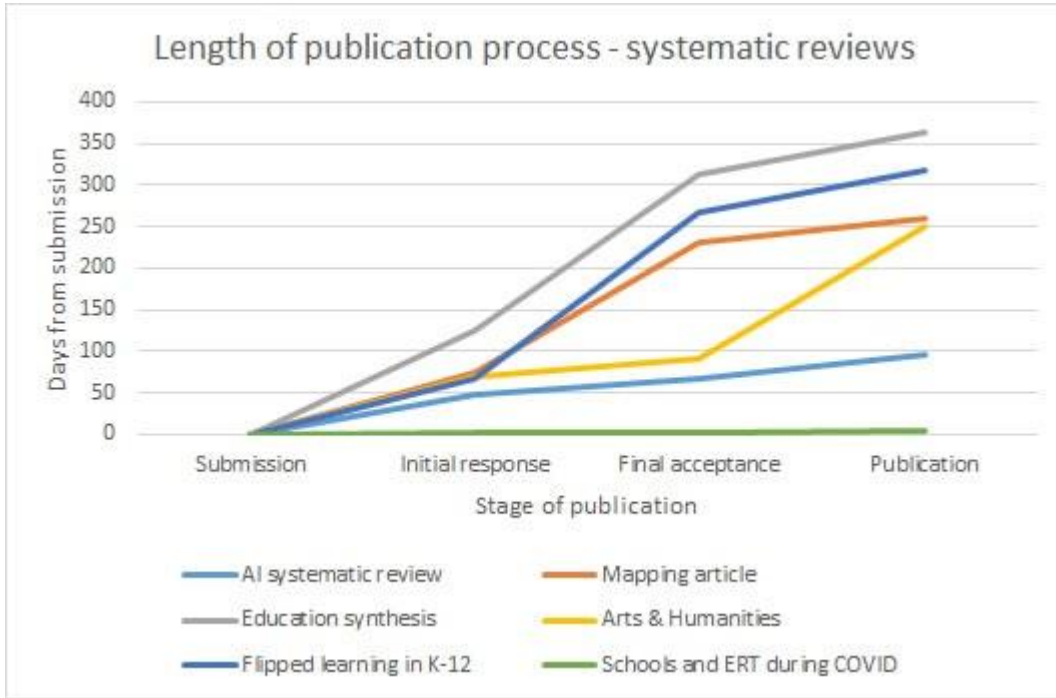 Length of publication process - systematic reviews
400
350
300
250
200
150
100
50
0
Days from submission
Submission Initial response Final acceptance Publication
Stage of publication
AI systematic review Mapping article
Education synthesis Arts & Humanities
Flipped learning in K-12 Schools and ERT during COVID